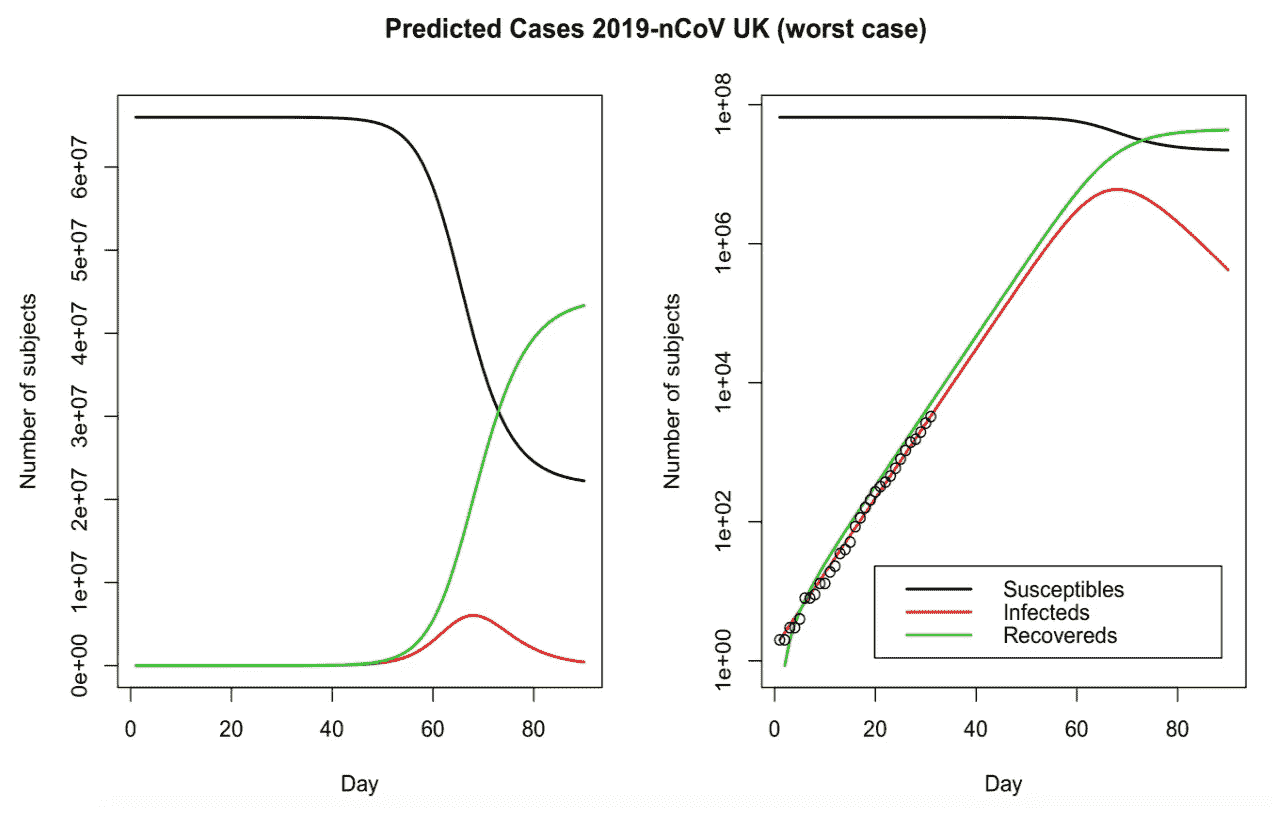 Predicted Cases 2019-nCoV UK (worst case)
Number of subjects
6e+07
5e+07
4e+07
3e+07
2e+07
1e+07
0e+00
0 20 40 60 80
Day
Number of subjects
1e+08
1e+06
1e+04
1e+02
1e+00
Susceptibles
Infecteds
Recovereds
0 20 40 60 80
Day